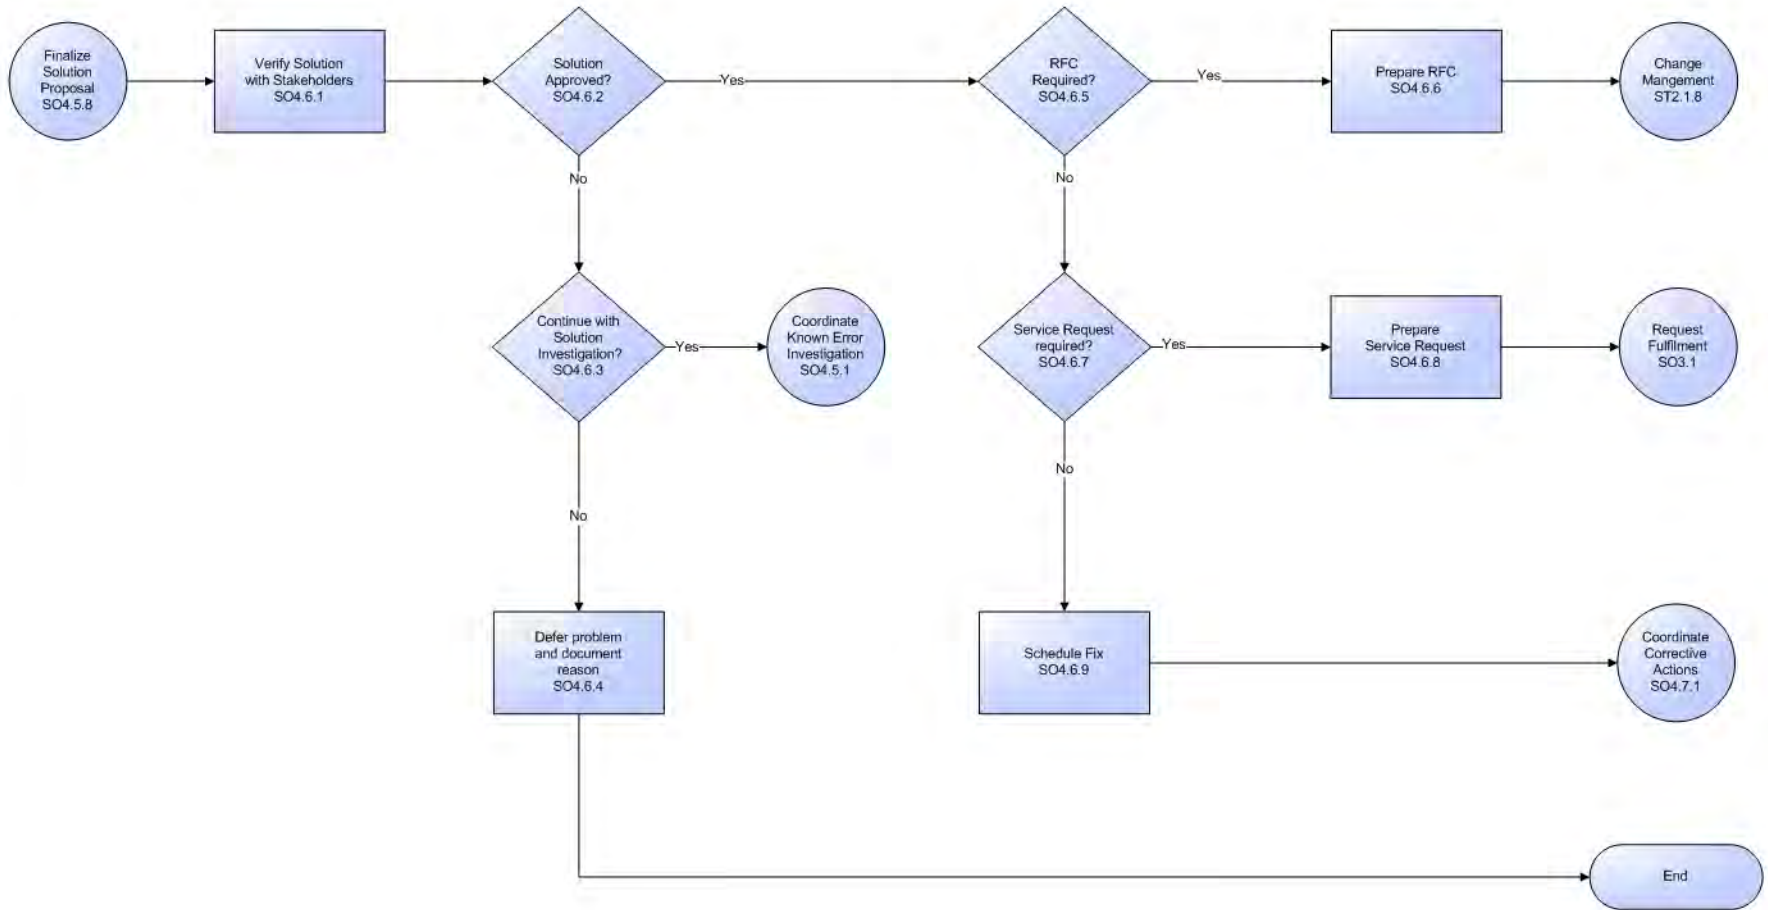 Finalize
Solution
Proposal
SO4.5.8
Verify Solution
with Stakeholders
SO4.6.1
Solution
Approved?
SO4.6.2
Yes
RFC
Required?
SO4.6.5
Yes
Prepare RFC
SO4.6.6
Change
Mangement
ST2.1.8
No
No
Continue with
Solution
Investigation?
SO4.6.3
Yes
Coordinate
Known Error
Investigation
SO4.5.1
Service Request
required?
SO4.6.7
Yes
Prepare
Service Request
SO4.6.8
Request
Fulfilment
SO3.1
No
No
Defer problem
and document
reason
SO4.6.4
Schedule Fix
SO4.6.9
Coordinate
Corrective
Actions
SO4.7.1
End